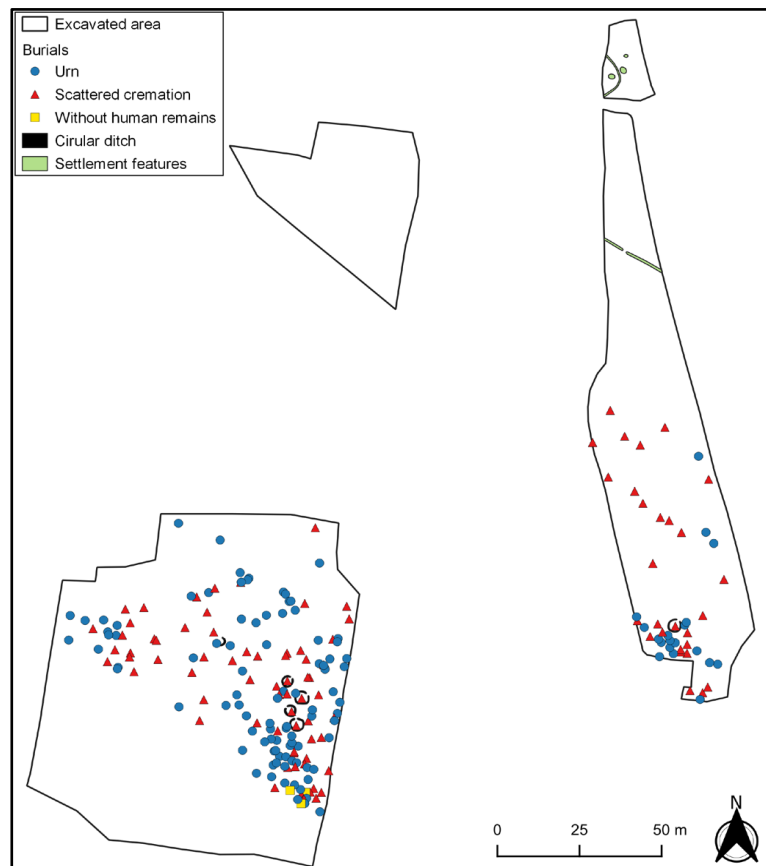 Excavated area
Burials
Urn
Scattered cremation
Without human remains
Cirular ditch
Settlement features
N
0 25 50 m